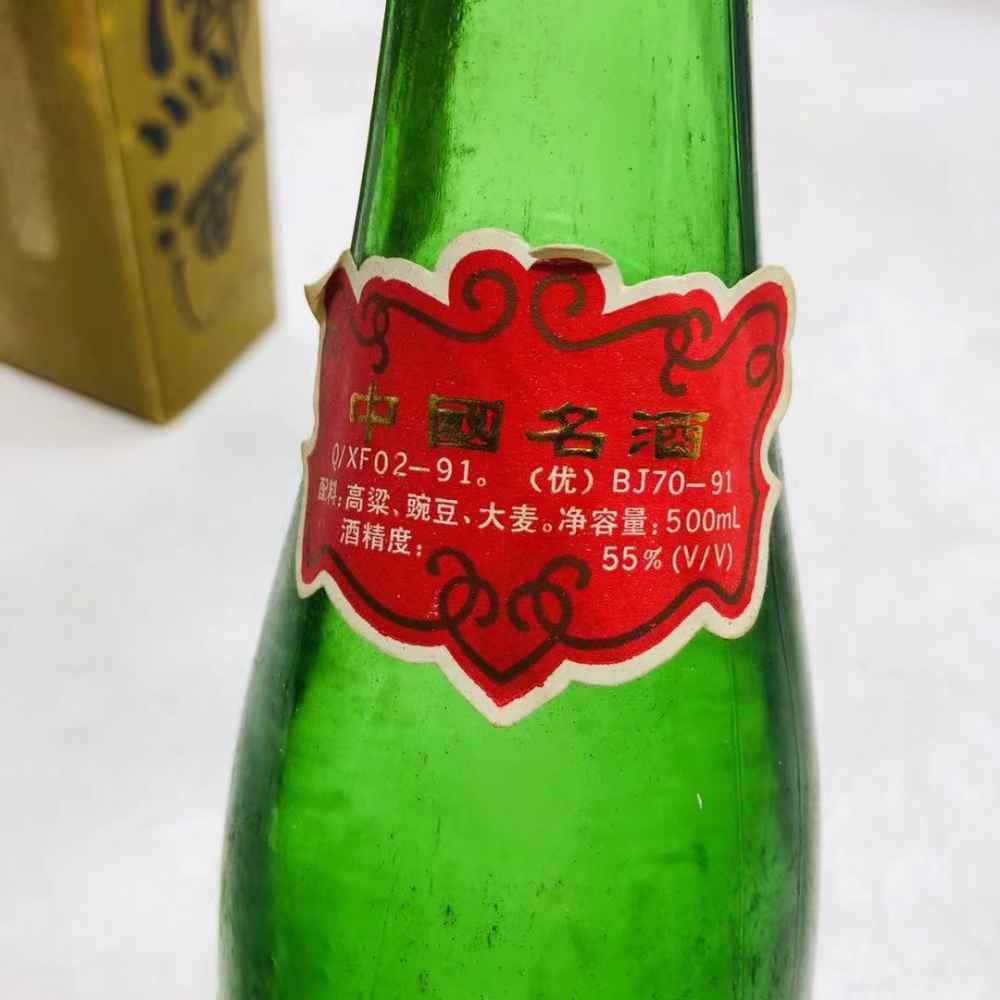 中國名酒
Q/XF02-91。（优）BJ70-91
配料:高粱、豌豆、大麦。净容量:500mL
酒精度: 55%(V/V)
酒